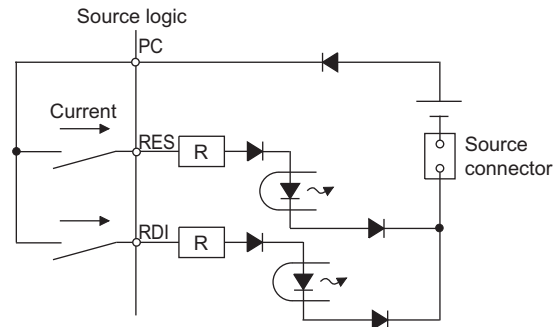 Source logic
PC
Current
RES
R
Source
connector
RDI
R